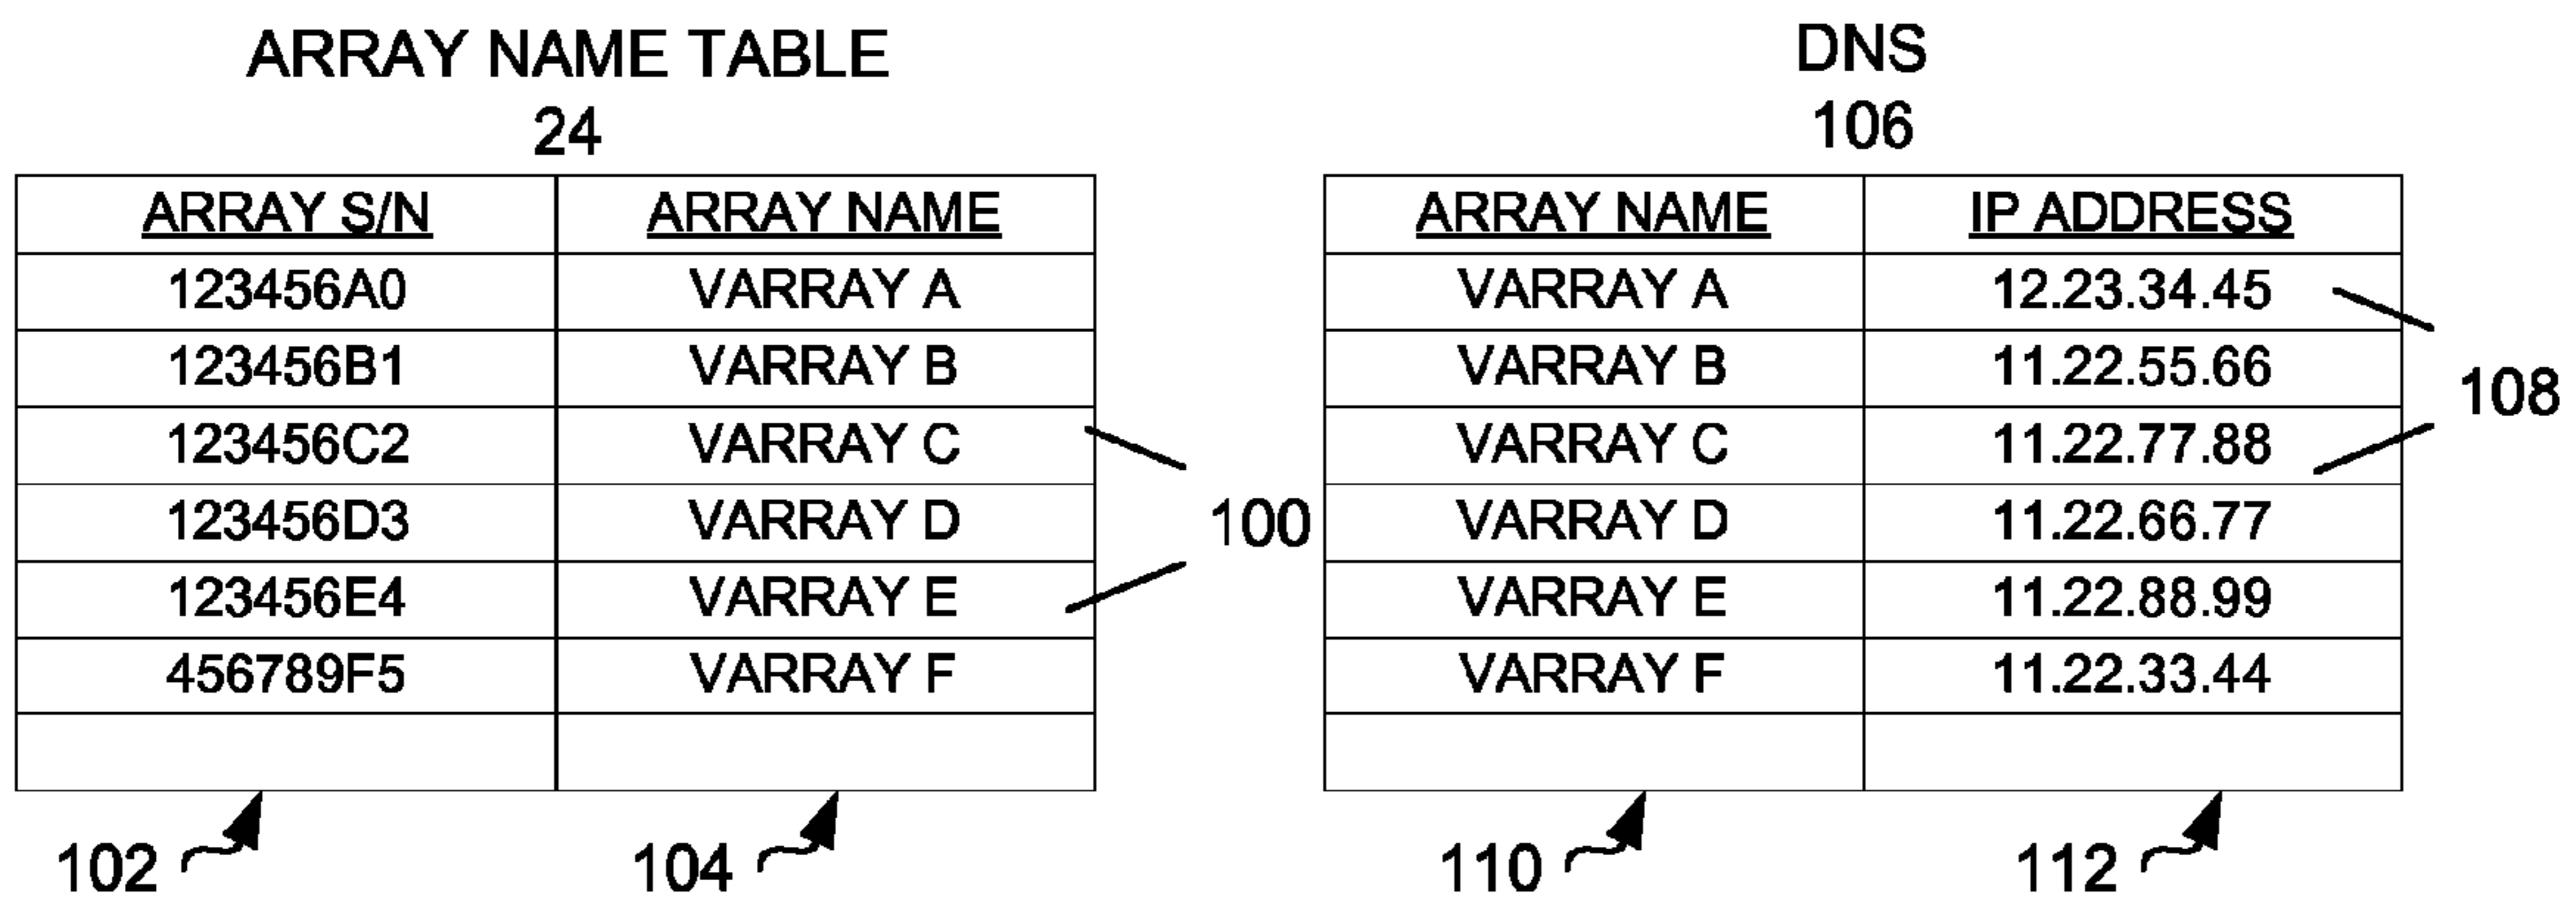 ARRAY NAME TABLE
24
ARRAY S/N ARRAY NAME
123456A0 VARRAY A
123456B1 VARRAY B
123456C2 VARRAY C
123456D3 VARRAY D
123456E4 VARRAY E
456789F5 VARRAY F
100
102 104
DNS
106
ARRAY NAME IP ADDRESS
VARRAY A 12.23.34.45
VARRAY B 11.22.55.66
VARRAY C 11.22.77.88
VARRAY D 11.22.66.77
VARRAY E 11.22.88.99
VARRAY F 11.22.33.44
108
110 112